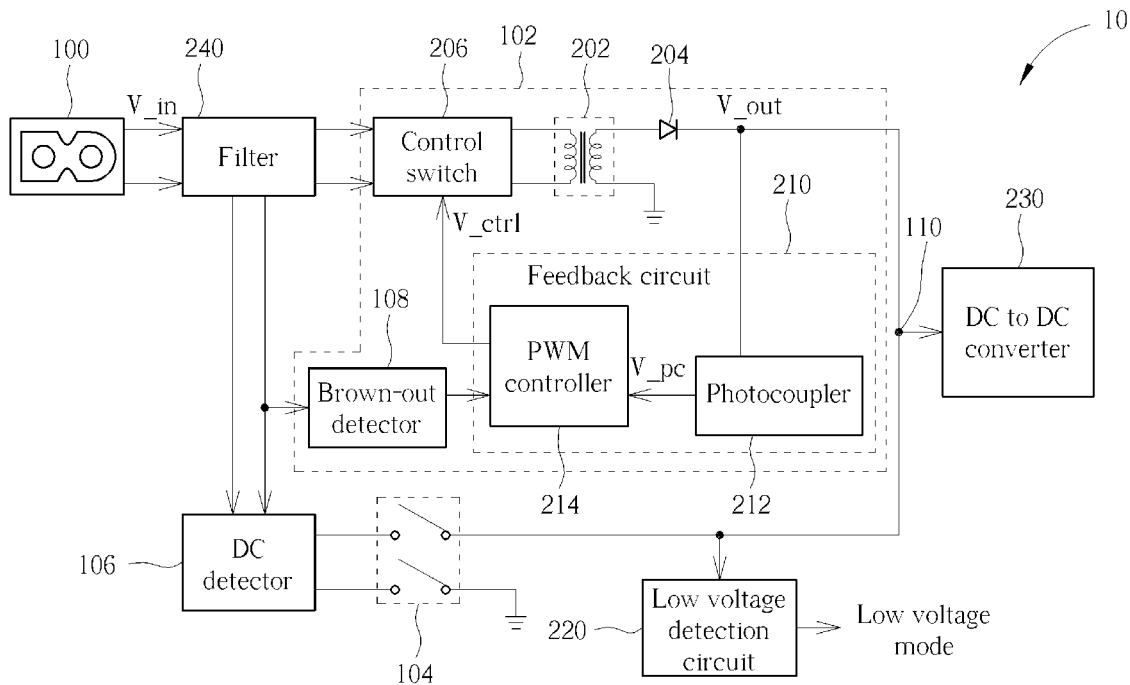 10
100
240
206
102
202
204
V_in
V_out
Filter
Control
switch
V_ctrl
210
110
230
Feedback circuit
108
PWM
controller
V_pc
Photocoupler
DC to DC
converter
Brown-out
detector
214
212
106
DC
detector
104
220
Low voltage
detection
circuit
Low voltage
mode